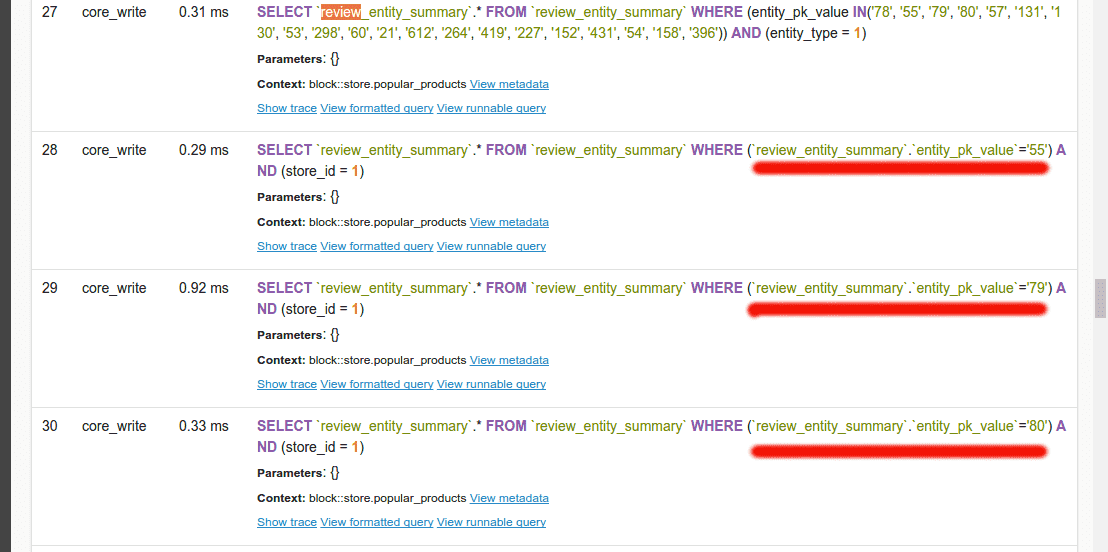 27 core_write 0.31 ms SELECT `review_entity_summary`.* FROM `review_entity_summary` WHERE (entity_pk_value IN('78', '55', '79', '80', '57', '131', '1
30', '53', '298', '60', '21', '612', '264', '419', '227', '152', '431', '54', '158', '396')) AND (entity_type = 1)
Parameters: {}
Context: block::store.popular_products View metadata
Show trace View formatted query View runnable query
28 core_write 0.29 ms SELECT `review_entity_summary`.* FROM `review_entity_summary` WHERE (`review_entity_summary`.`entity_pk_value`='55') A
ND (store_id = 1)
Parameters: {}
Context: block::store.popular_products View metadata
Show trace View formatted query View runnable query
29 core_write 0.92 ms SELECT `review_entity_summary`.* FROM `review_entity_summary` WHERE (`review_entity_summary`.`entity_pk_value`='79') A
ND (store_id = 1)
Parameters: {}
Context: block::store.popular_products View metadata
Show trace View formatted query View runnable query
30 core_write 0.33 ms SELECT `review_entity_summary`.* FROM `review_entity_summary` WHERE (`review_entity_summary`.`entity_pk_value`='80') A
ND (store_id = 1)
Parameters: {}
Context: block::store.popular_products View metadata
Show trace View formatted query View runnable query